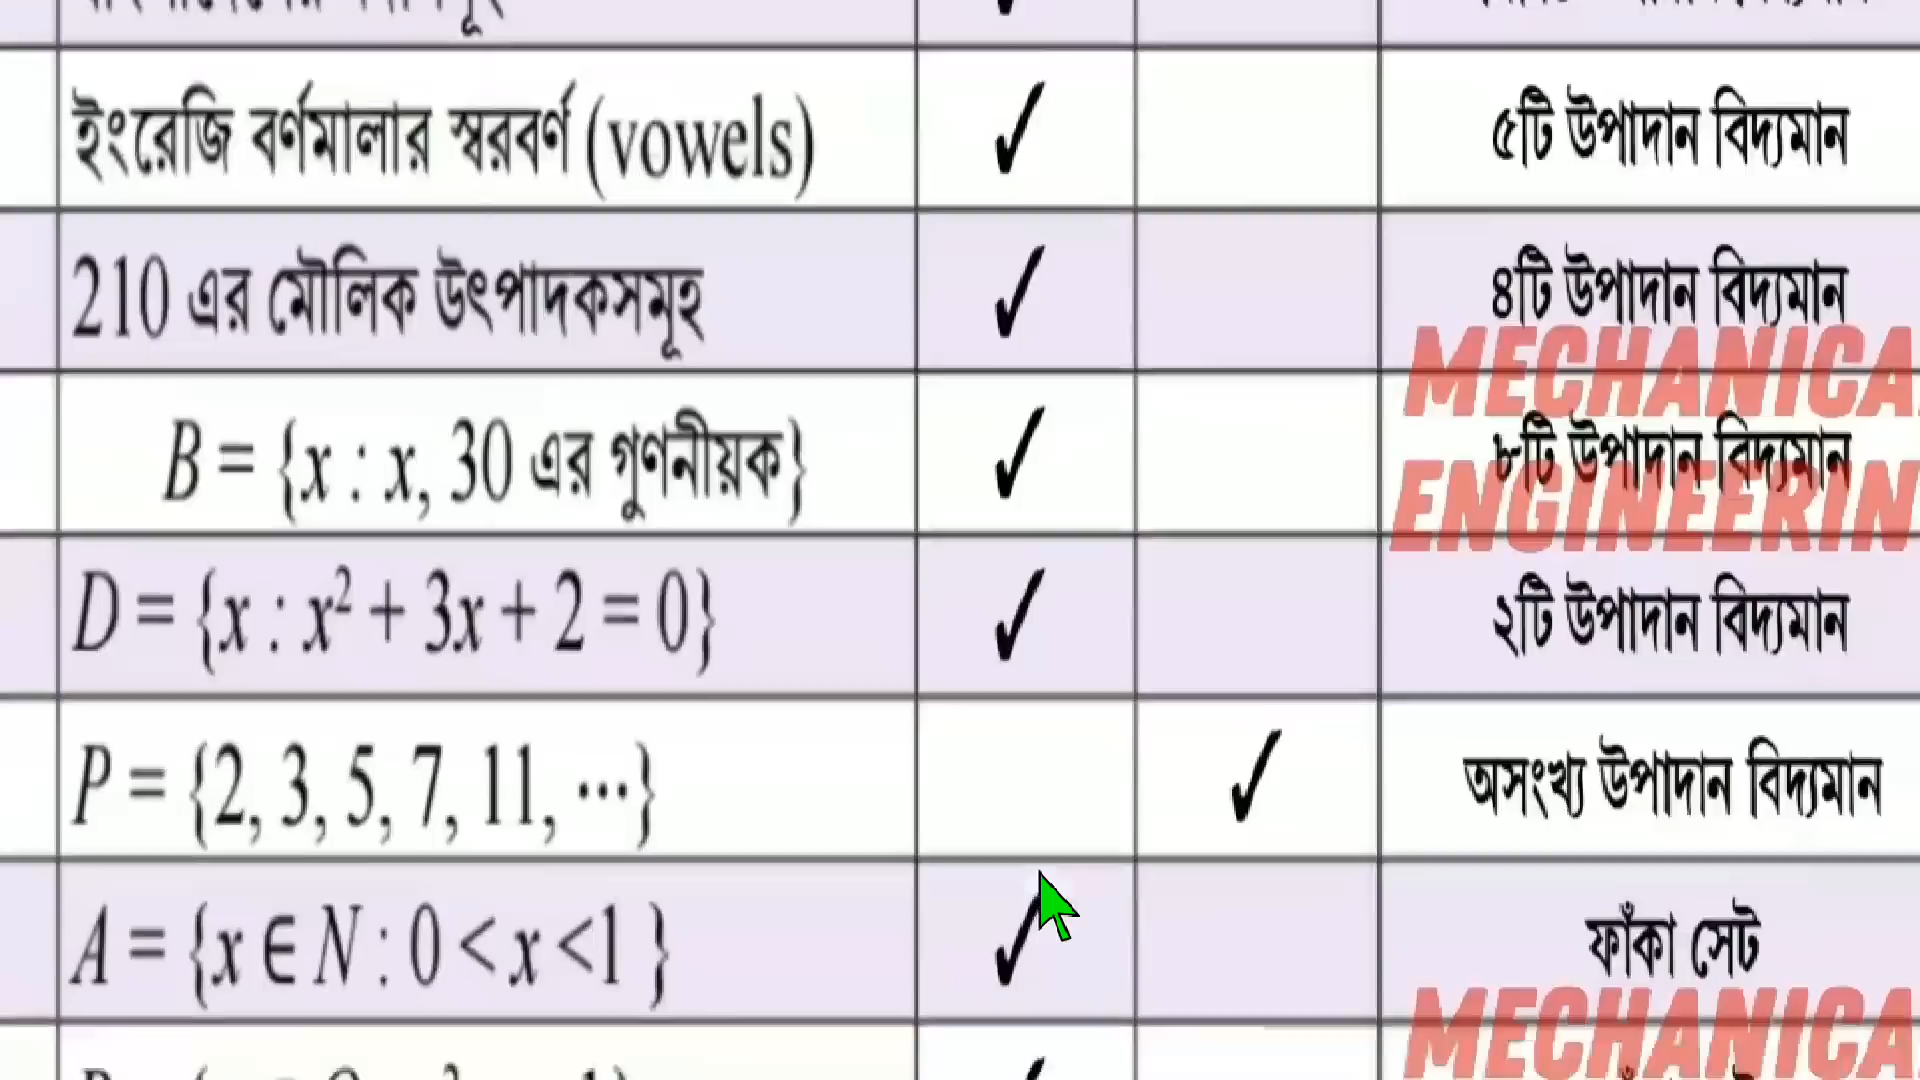 ইংরেজি বর্ণমালার স্বরবর্ণ (vowels) ✓ ৫টি উপাদান বিদ্যমান
210 এর মৌলিক উৎপাদকসমূহ ✓ ৪টি উপাদান বিদ্যমান
MECHANICA
B = {x : x, 30 এর গুণনীয়ক} ✓ ৮টি উপাদান বিদ্যমান
ENGINEERIN
D = {x : x² + 3x + 2 = 0} ✓ ২টি উপাদান বিদ্যমান
P = {2, 3, 5, 7, 11, ···} ✓ অসংখ্য উপাদান বিদ্যমান
A = {x ∈ N : 0 < x <1 } ✓ ফাঁকা সেট
MECHANICA